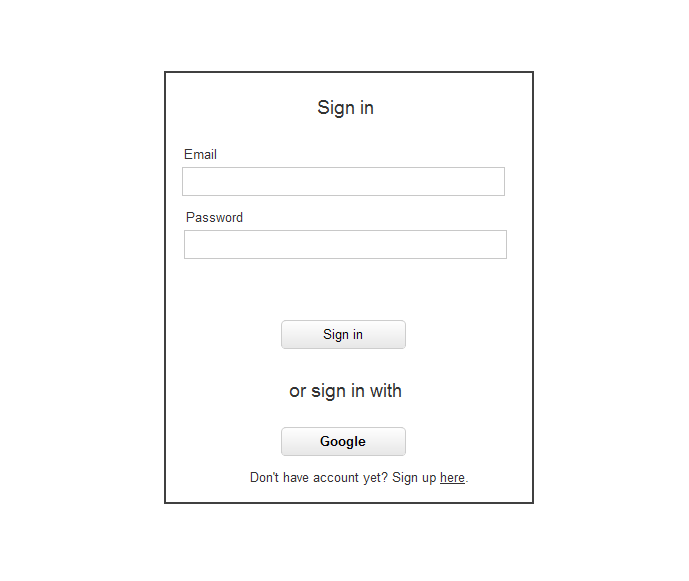 Sign in
Email
Password
Sign in
or sign in with
Google
Don't have account yet? Sign up here.